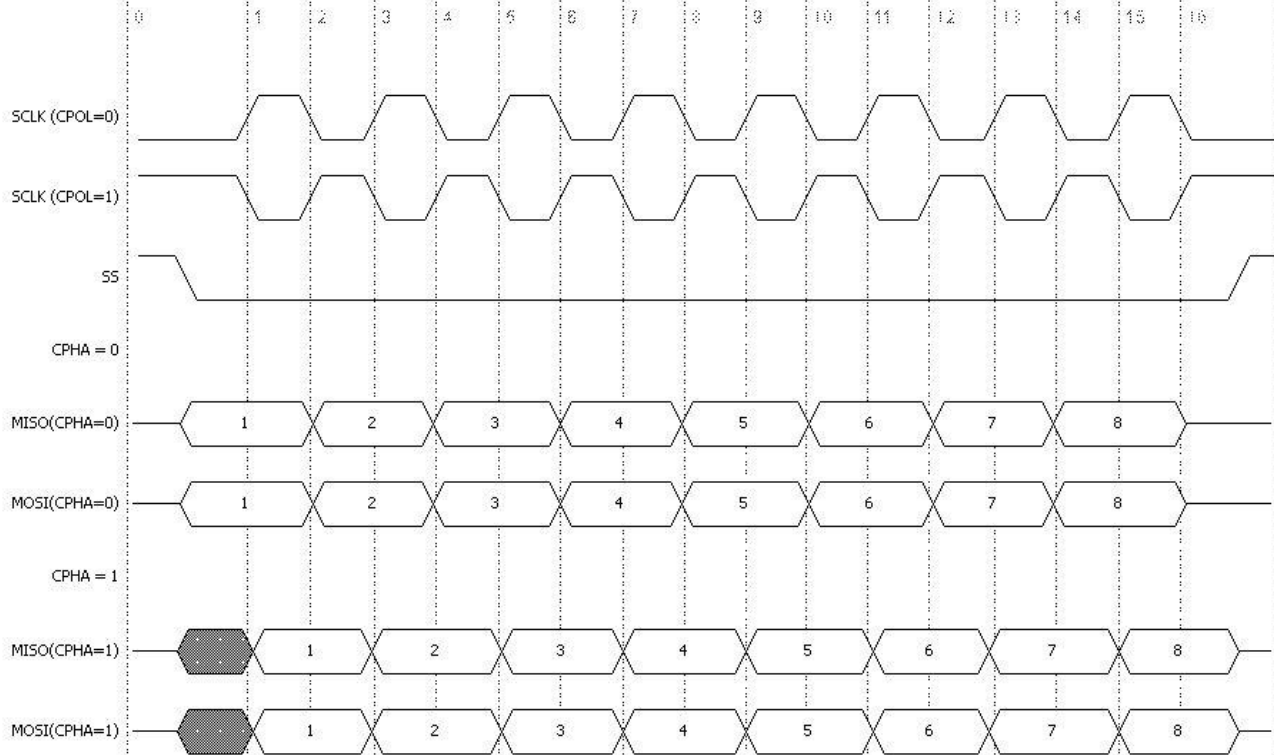 0 1 2 3 4 5 6 7 8 9 10 11 12 13 14 15 16
SCLK (CPOL=0)
SCLK (CPOL=1)
SS
CPHA = 0
MISO(CPHA=0) 1 2 3 4 5 6 7 8
MOSI(CPHA=0) 1 2 3 4 5 6 7 8
CPHA = 1
MISO(CPHA=1) 1 2 3 4 5 6 7 8
MOSI(CPHA=1) 1 2 3 4 5 6 7 8